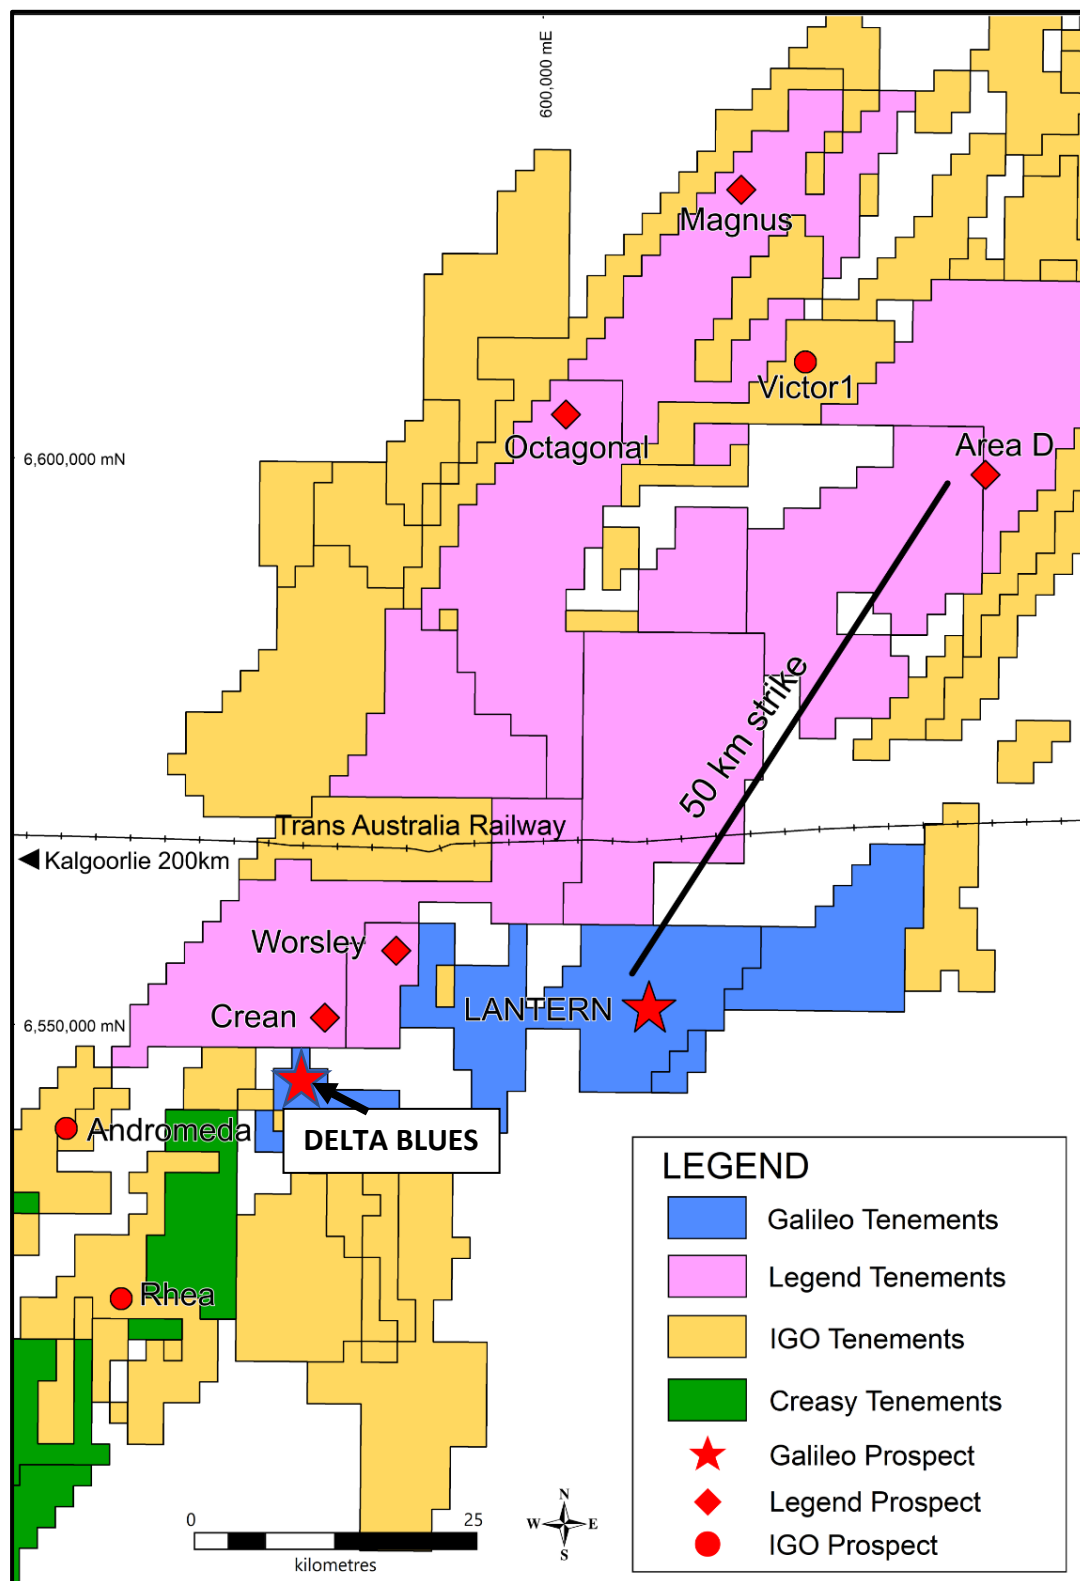 600,000 mE
Magnus
Victor1
Octagonal
Area D
6,600,000 mN
50 km strike
Trans Australia Railway
Kalgoorlie 200km
Worsley
LANTERN
Crean
6,550,000 mN
Andromeda
DELTA BLUES
Rhea
LEGEND
Galileo Tenements
Legend Tenements
IGO Tenements
Creasy Tenements
Galileo Prospect
Legend Prospect
IGO Prospect
0 25
kilometres
N
W E
S